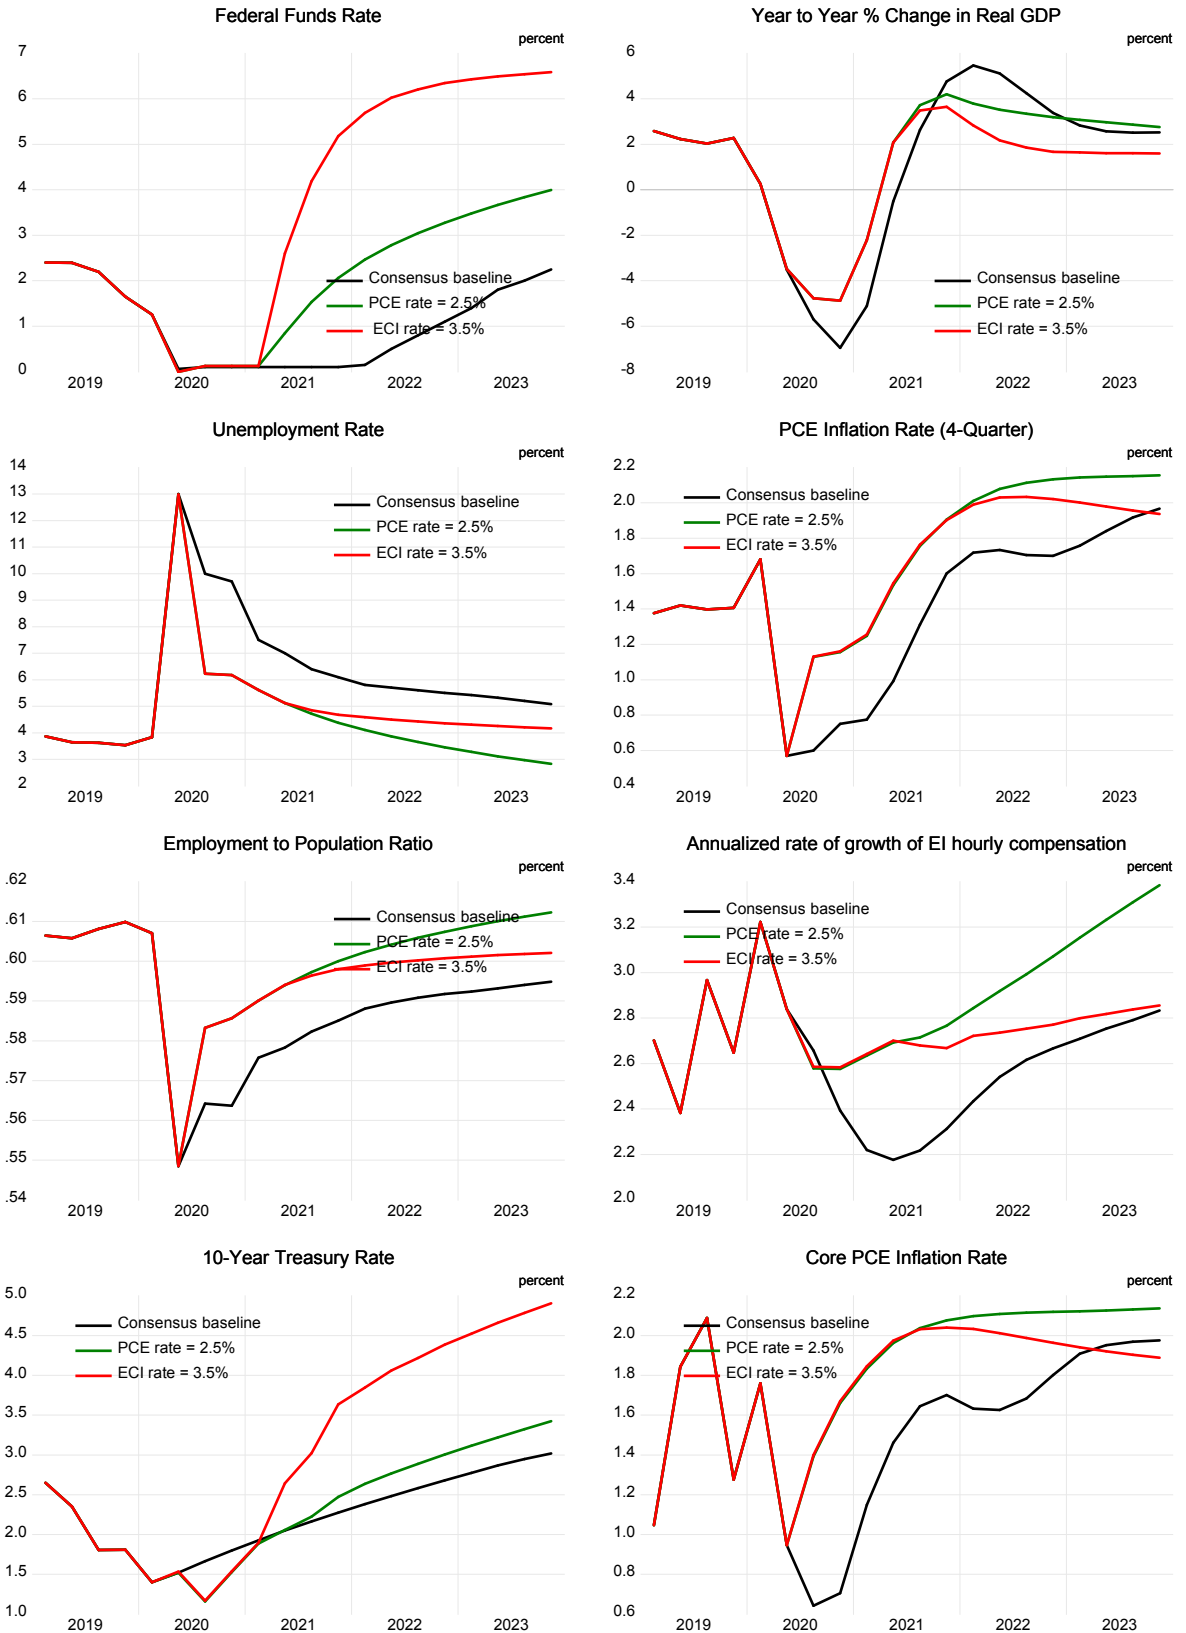 Federal Funds Rate
percent
7
6
5
4
3
2
1
0
Consensus baseline
PCE rate = 2.5%
ECI rate = 3.5%
2019 2020 2021 2022 2023
Year to Year % Change in Real GDP
percent
6
4
2
0
-2
-4
-6
-8
Consensus baseline
PCE rate = 2.5%
ECI rate = 3.5%
2019 2020 2021 2022 2023
Unemployment Rate
percent
14
13
12
11
10
9
8
7
6
5
4
3
2
Consensus baseline
PCE rate = 2.5%
ECI rate = 3.5%
2019 2020 2021 2022 2023
PCE Inflation Rate (4-Quarter)
percent
2.2
2.0
1.8
1.6
1.4
1.2
1.0
0.8
0.6
0.4
Consensus baseline
PCE rate = 2.5%
ECI rate = 3.5%
2019 2020 2021 2022 2023
Employment to Population Ratio
percent
.62
.61
.60
.59
.58
.57
.56
.55
.54
Consensus baseline
PCE rate = 2.5%
ECI rate = 3.5%
2019 2020 2021 2022 2023
Annualized rate of growth of EI hourly compensation
percent
3.4
3.2
3.0
2.8
2.6
2.4
2.2
2.0
Consensus baseline
PCE rate = 2.5%
ECI rate = 3.5%
2019 2020 2021 2022 2023
10-Year Treasury Rate
percent
5.0
4.5
4.0
3.5
3.0
2.5
2.0
1.5
1.0
Consensus baseline
PCE rate = 2.5%
ECI rate = 3.5%
2019 2020 2021 2022 2023
Core PCE Inflation Rate
percent
2.2
2.0
1.8
1.6
1.4
1.2
1.0
0.8
0.6
Consensus baseline
PCE rate = 2.5%
ECI rate = 3.5%
2019 2020 2021 2022 2023